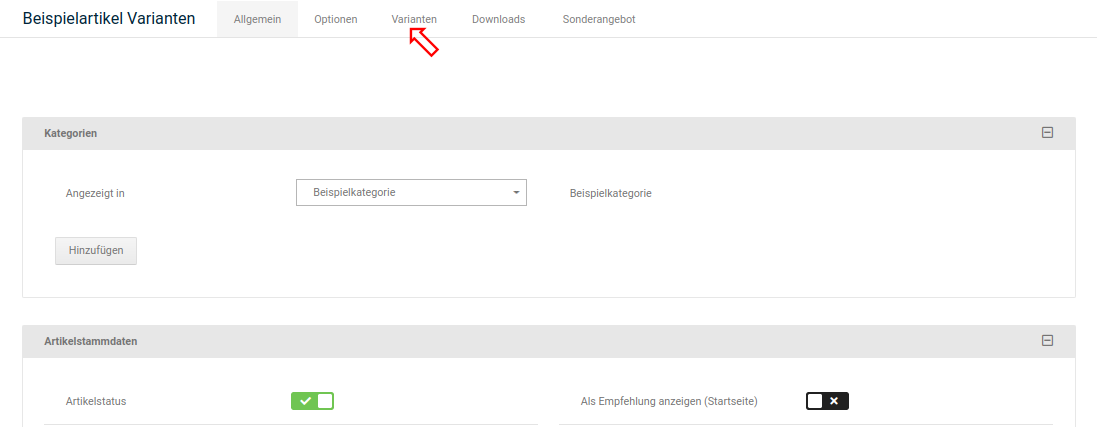 Beispielartikel Varianten Allgemein Optionen Varianten Downloads Sonderangebot
Kategorien
Angezeigt in Beispielkategorie Beispielkategorie
Hinzufügen
Artikelstammdaten
Artikelstatus Als Empfehlung anzeigen (Startseite)